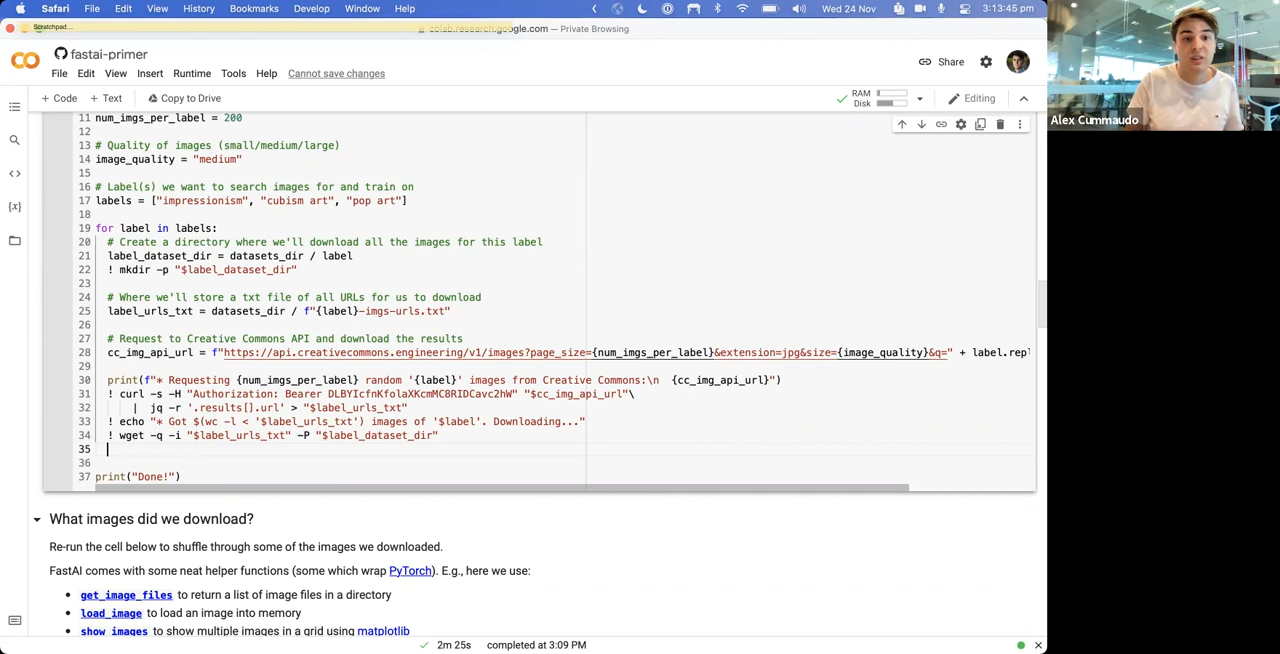 Safari File Edit View History Bookmarks Develop Window Help Wed 24 Nov 3:13:45 pm
Scratchpad...
colab.research.google.com — Private Browsing
fastai-primer
File Edit View Insert Runtime Tools Help Cannot save changes
Share
+ Code + Text Copy to Drive
RAM
Disk
Editing
Alex Cummaudo
11 num_imgs_per_label = 200
12
13 # Quality of images (small/medium/large)
14 image_quality = "medium"
15
16 # Label(s) we want to search images for and train on
17 labels = ["impressionism", "cubism art", "pop art"]
18
19 for label in labels:
20 # Create a directory where we'll download all the images for this label
21 label_dataset_dir = datasets_dir / label
22 ! mkdir -p "$label_dataset_dir"
23
24 # Where we'll store a txt file of all URLs for us to download
25 label_urls_txt = datasets_dir / f"{label}-imgs-urls.txt"
26
27 # Request to Creative Commons API and download the results
28 cc_img_api_url = f"https://api.creativecommons.engineering/v1/images?page_size={num_imgs_per_label}&extension=jpg&size={image_quality}&q=" + label.repl
29
30 print(f"* Requesting {num_imgs_per_label} random '{label}' images from Creative Commons:\n {cc_img_api_url}")
31 ! curl -s -H "Authorization: Bearer DLBYIcfnKfolaXKcmMC8RIDCavc2hW" "$cc_img_api_url"\
32 | jq -r '.results[].url' > "$label_urls_txt"
33 ! echo "* Got $(wc -l < '$label_urls_txt') images of '$label'. Downloading..."
34 ! wget -q -i "$label_urls_txt" -P "$label_dataset_dir"
35
36
37 print("Done!")
What images did we download?
Re-run the cell below to shuffle through some of the images we downloaded.
FastAI comes with some neat helper functions (some which wrap PyTorch). E.g., here we use:
• get_image_files to return a list of image files in a directory
• load_image to load an image into memory
• show_images to show multiple images in a grid using matplotlib
2m 25s completed at 3:09 PM